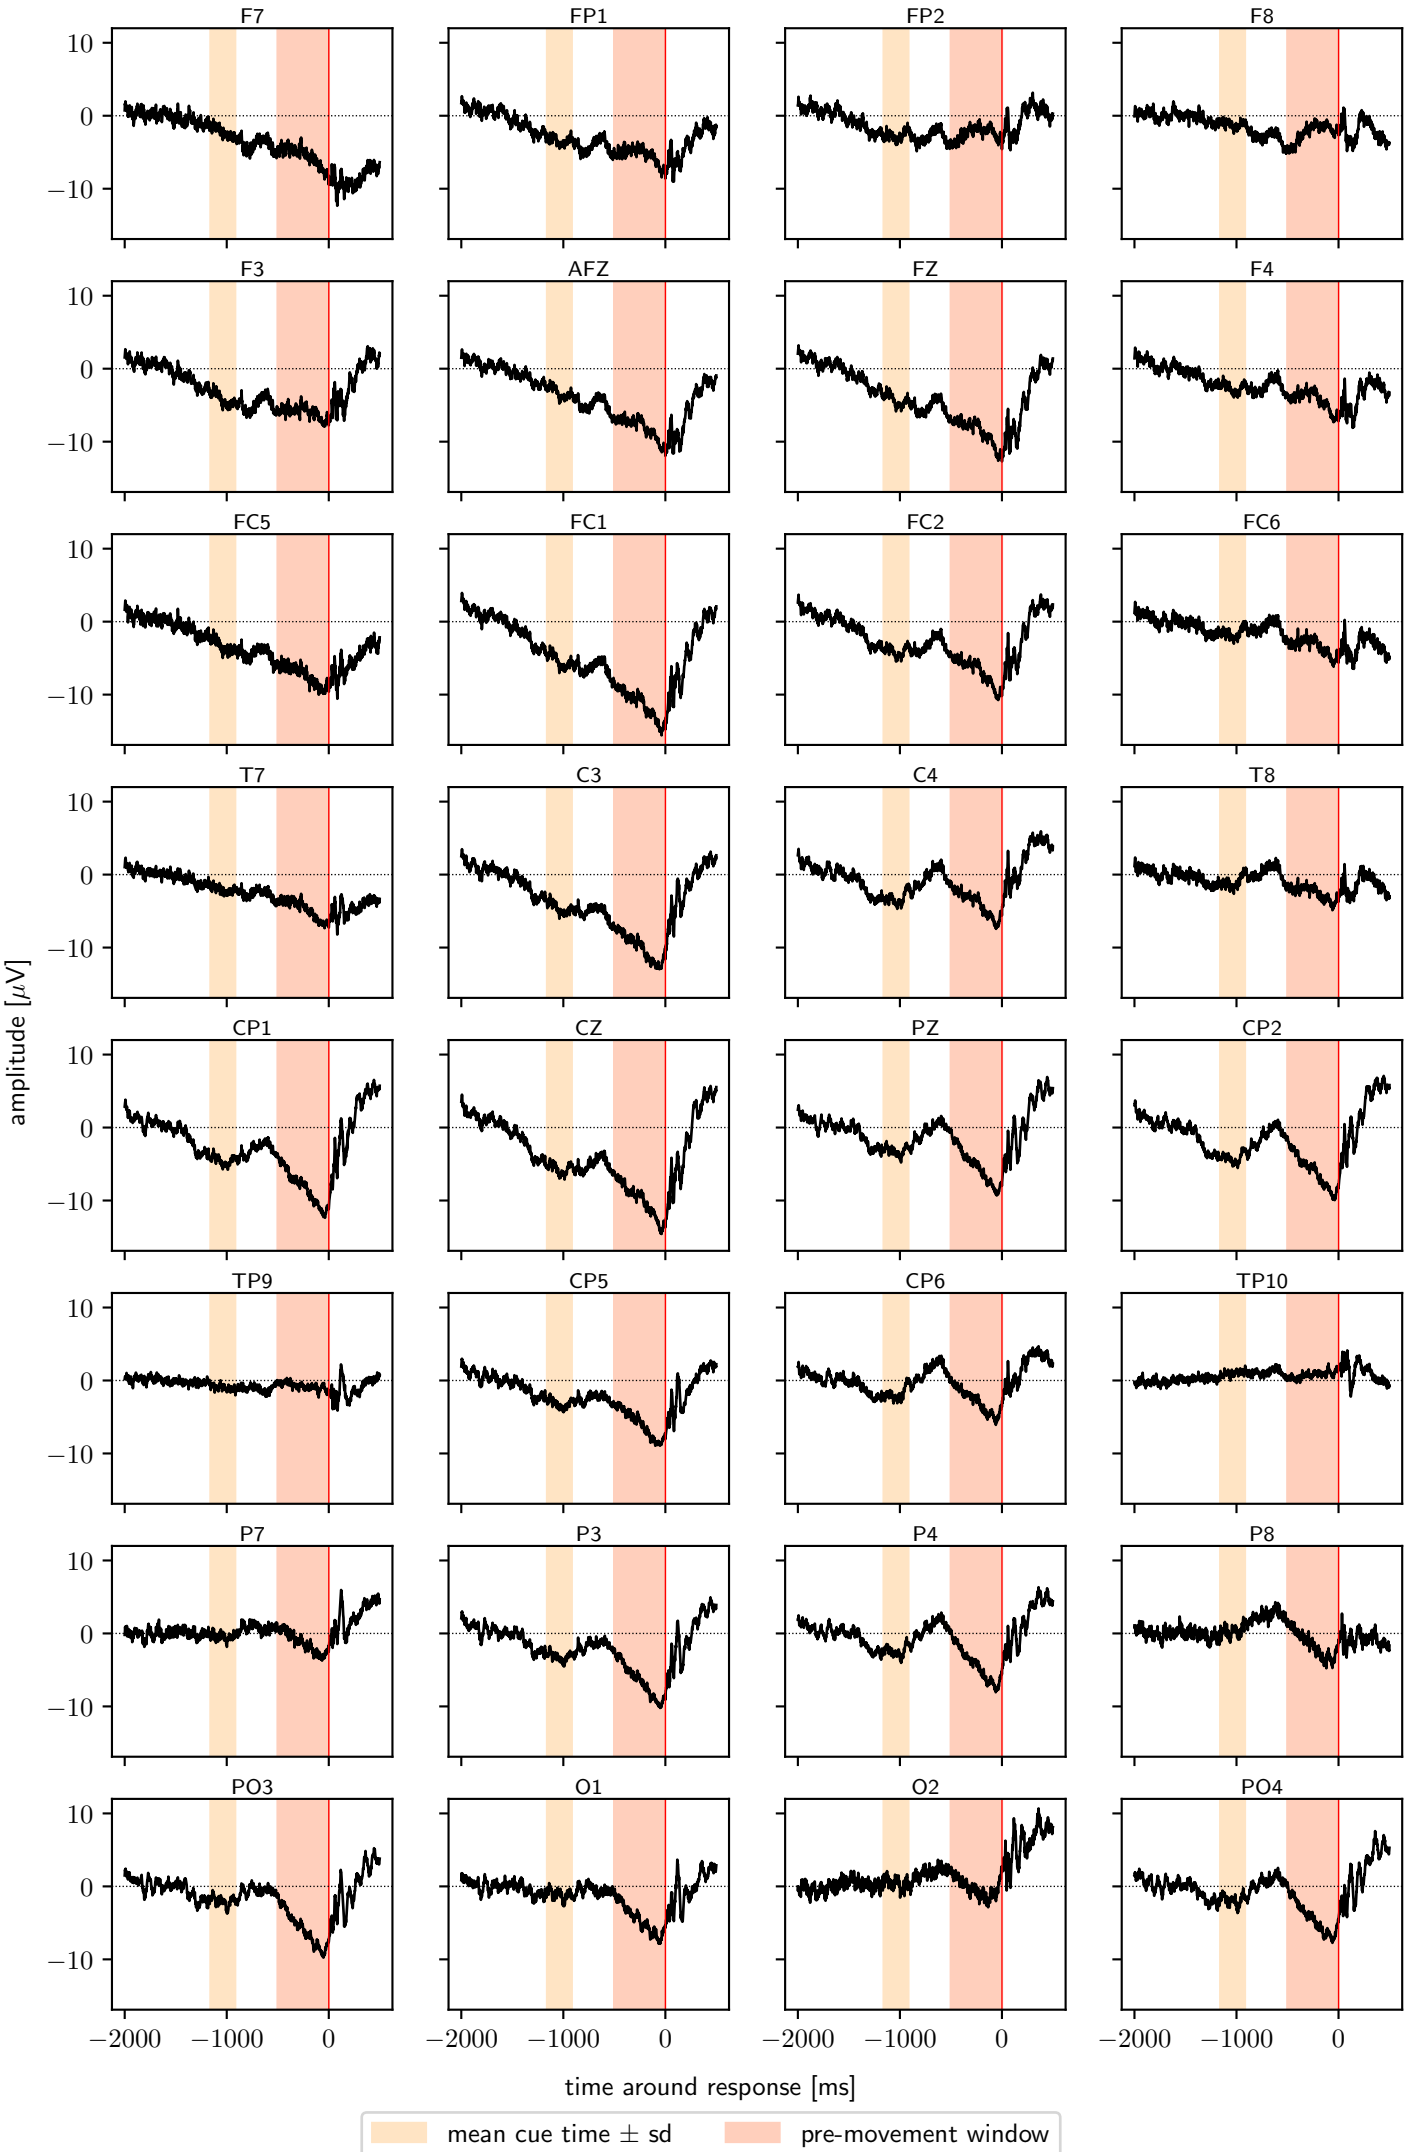 F7 FP1 FP2 F8
10
0
−10
F3 AFZ FZ F4
10
0
−10
FC5 FC1 FC2 FC6
10
0
−10
T7 C3 C4 T8
10
0
−10
amplitude [μV]
CP1 CZ PZ CP2
10
0
−10
TP9 CP5 CP6 TP10
10
0
−10
P7 P3 P4 P8
10
0
−10
PO3 O1 O2 PO4
10
0
−10
−2000 −1000 0 −2000 −1000 0 −2000 −1000 0 −2000 −1000 0
time around response [ms]
mean cue time ± sd pre-movement window